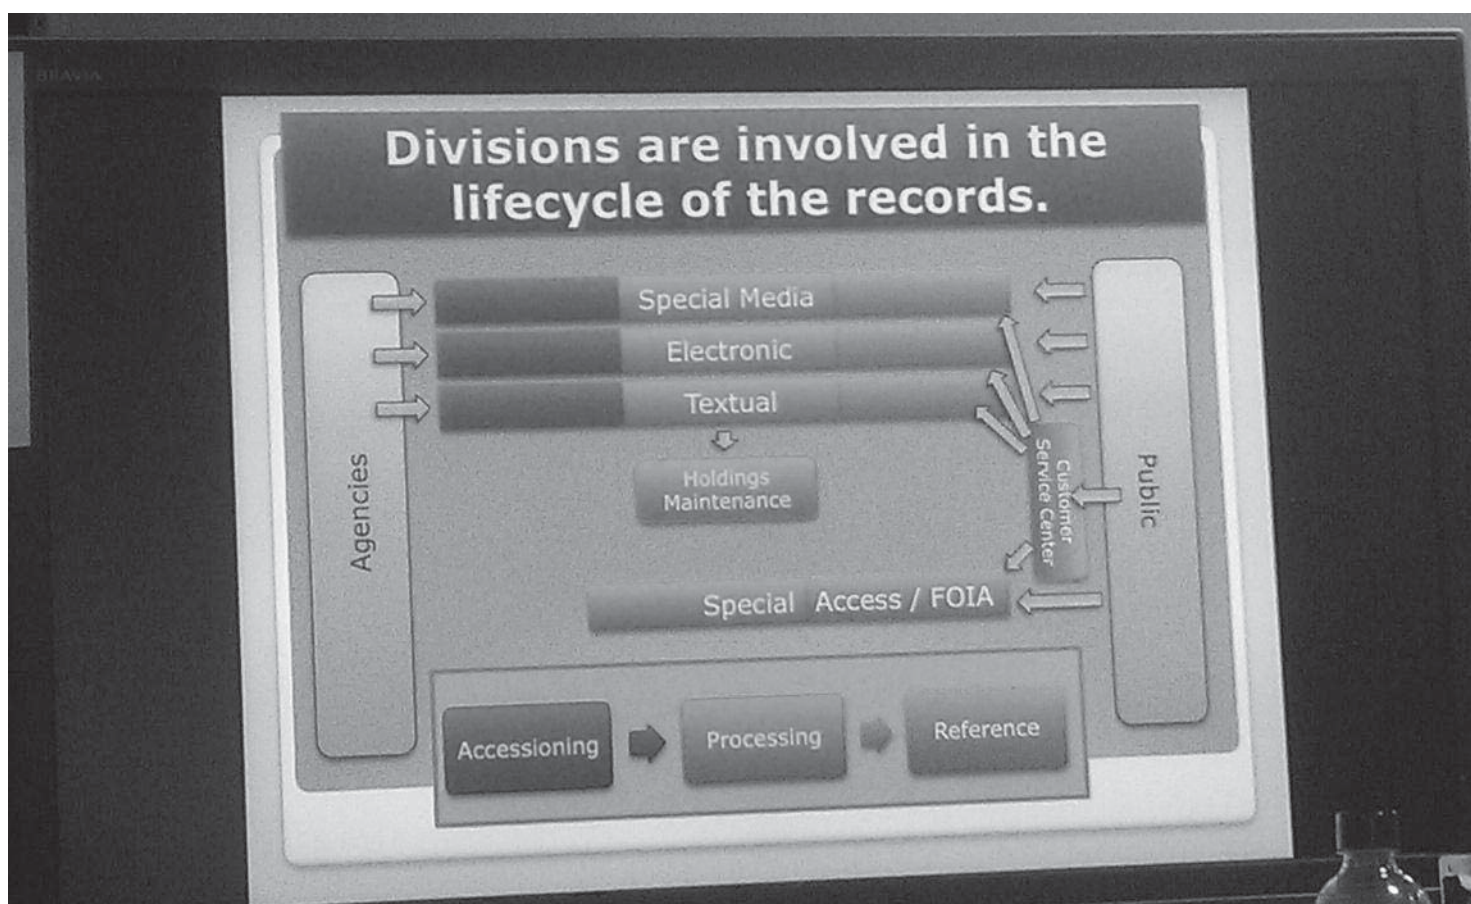 BRAVIA
Divisions are involved in the
lifecycle of the records.
Agencies
Special Media
Electronic
Textual
Holdings
Maintenance
Customer
Service Center
Public
Special Access / FOIA
Accessioning
Processing
Reference